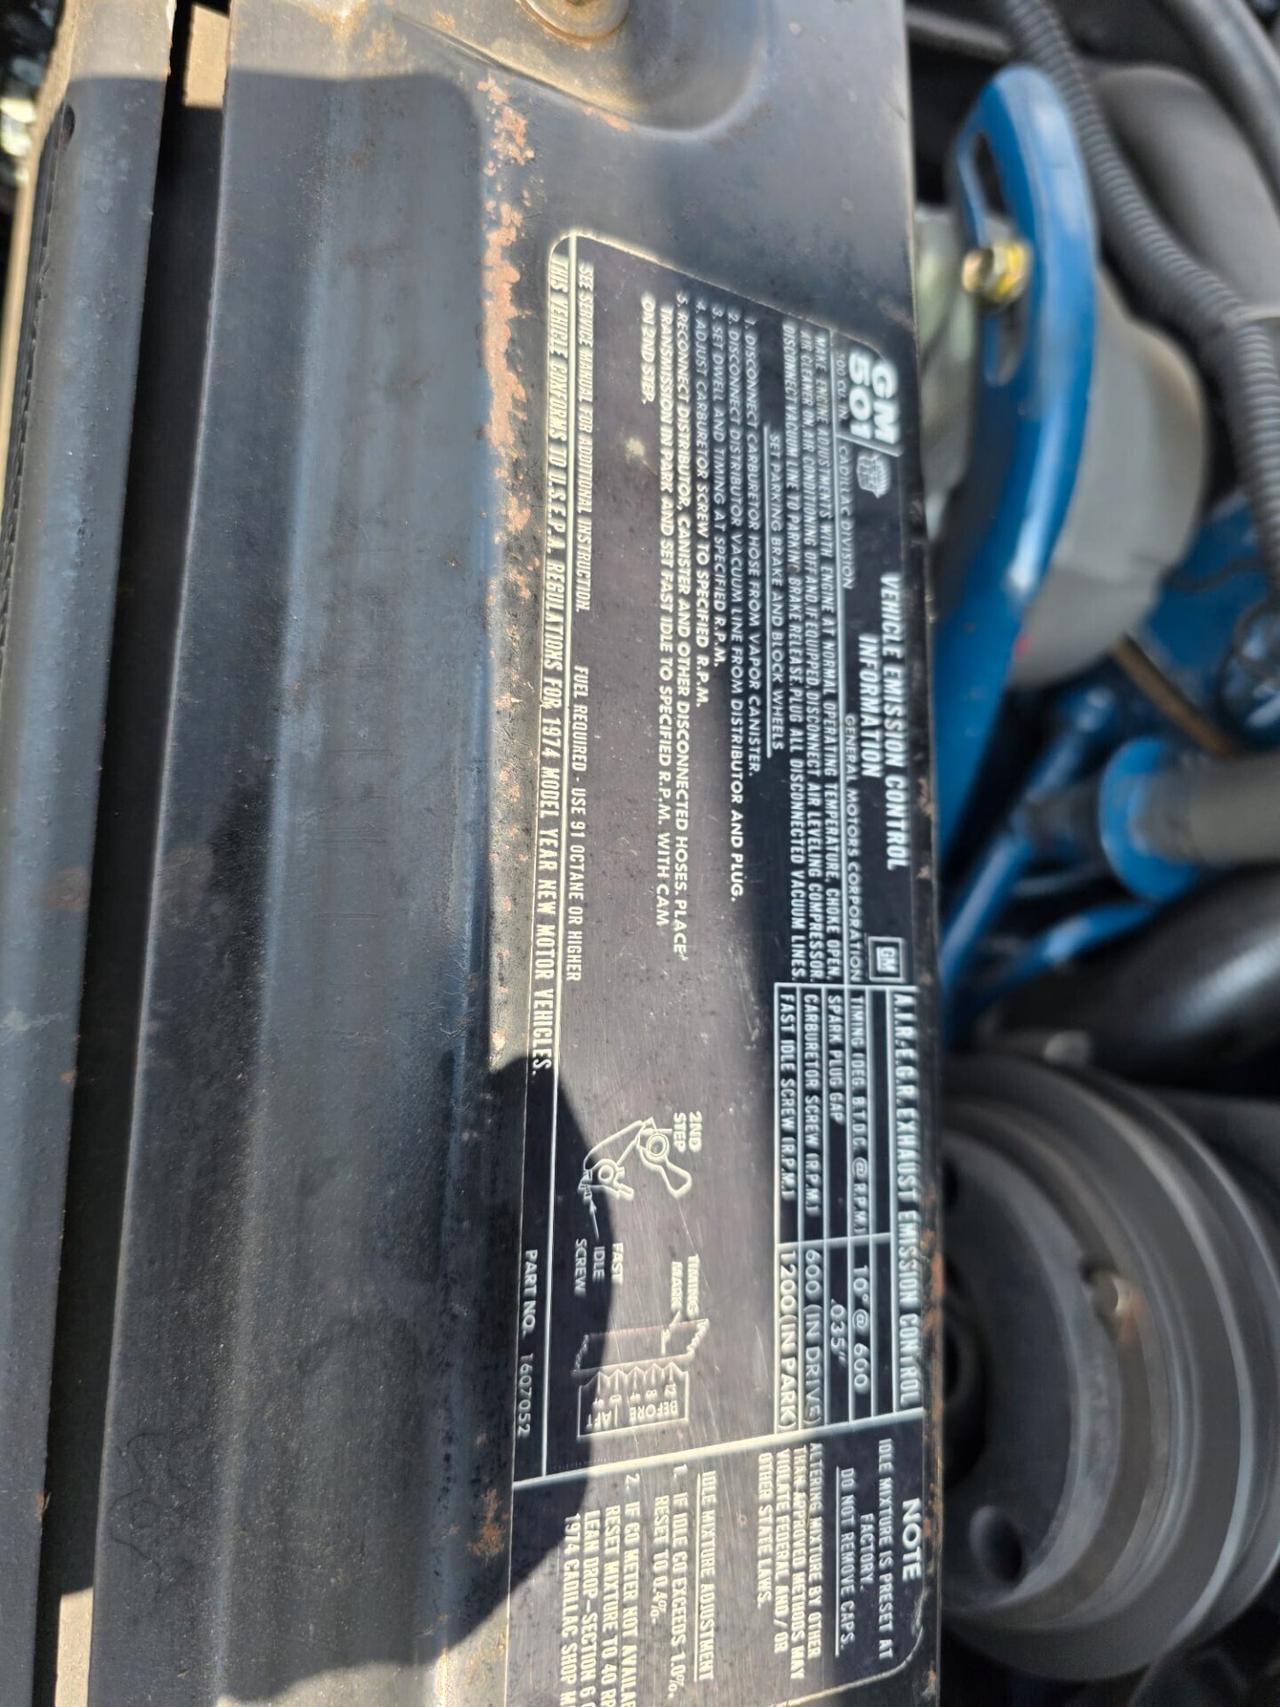 GM
501
501 CU. IN.
CADILLAC DIVISION
VEHICLE EMISSION CONTROL
INFORMATION
GENERAL MOTORS CORPORATION
GM
MAKE ENGINE ADJUSTMENTS WITH ENGINE AT NORMAL OPERATING TEMPERATURE, CHOKE OPEN,
AIR CLEANER ON, AIR CONDITIONING OFF AND, IF EQUIPPED, DISCONNECT AIR LEVELING COMPRESSOR.
DISCONNECT VACUUM LINE TO PARKING BRAKE RELEASE. PLUG ALL DISCONNECTED VACUUM LINES.
SET PARKING BRAKE AND BLOCK WHEELS
1. DISCONNECT CARBURETOR HOSE FROM VAPOR CANISTER.
2. DISCONNECT DISTRIBUTOR VACUUM LINE FROM DISTRIBUTOR AND PLUG.
3. SET DWELL AND TIMING AT SPECIFIED R.P.M.
4. ADJUST CARBURETOR SCREW TO SPECIFIED R.P.M.
5. RECONNECT DISTRIBUTOR, CANISTER AND OTHER DISCONNECTED HOSES. PLACE
TRANSMISSION IN PARK AND SET FAST IDLE TO SPECIFIED R.P.M. WITH CAM
ON 2ND STEP.
SEE SERVICE MANUAL FOR ADDITIONAL INSTRUCTION. FUEL REQUIRED - USE 91 OCTANE OR HIGHER
THIS VEHICLE CONFORMS TO U.S.E.P.A. REGULATIONS FOR 1974 MODEL YEAR NEW MOTOR VEHICLES.
A.I.R.-E.G.R. EXHAUST EMISSION CONTROL
TIMING (DEG. B.T.D.C. @ R.P.M.) 10° @ 600
SPARK PLUG GAP .035"
CARBURETOR SCREW (R.P.M.) 600 (IN DRIVE)
FAST IDLE SCREW (R.P.M.) 1200 (IN PARK)
2ND
STEP
FAST
IDLE
SCREW
TIMING
MARK
12 8 4 0
BEFORE AFT
PART NO. 1607052
NOTE
IDLE MIXTURE IS PRESET AT
FACTORY.
DO NOT REMOVE CAPS.
ALTERING MIXTURE BY OTHER
THAN APPROVED METHODS MAY
VIOLATE FEDERAL AND/OR
OTHER STATE LAWS.
IDLE MIXTURE ADJUSTMENT
1. IF IDLE CO EXCEEDS 1.0%,
RESET TO 0.4%.
2. IF CO METER NOT AVAILAB
RESET MIXTURE TO 40 RP
LEAN DROP- SECTION 6 O
1974 CADILLAC SHOP M